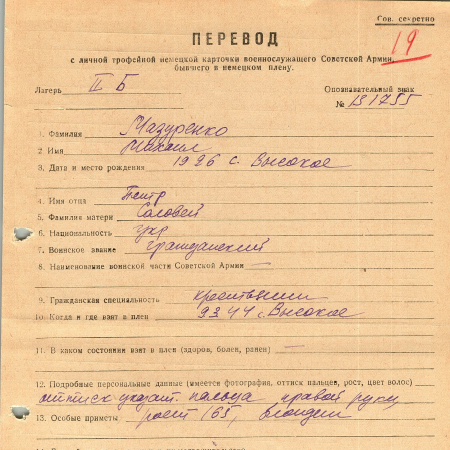 Сов. секретно
19
ПЕРЕВОД
с личной трофейной немецкой карточки военнослужащего Советской Армии,
бывшего в немецком плену.
Лагерь II Б Опознавательный знак
№ 131755
1. Фамилия Мазуренко
2 Имя Михаил
3. Дата и место рождения 1926 с. Высокое
4. Имя отца Петр
5. Фамилия матери Соловей
6. Национальность укр
7. Воинское звание гражданский
8. Наименование воинской части Советской Армии —
9. Гражданская специальность
10. Когда и где взят в плен 9.3.44 с. Высокое
11. В каком состоянии взят в плен (здоров, болен, ранен) —
12. Подробные персональные данные (имеется фотография, оттиск пальцев, рост, цвет волос)
оттиск указат. пальца правой руки,
13. Особые приметы рост 165, блондин